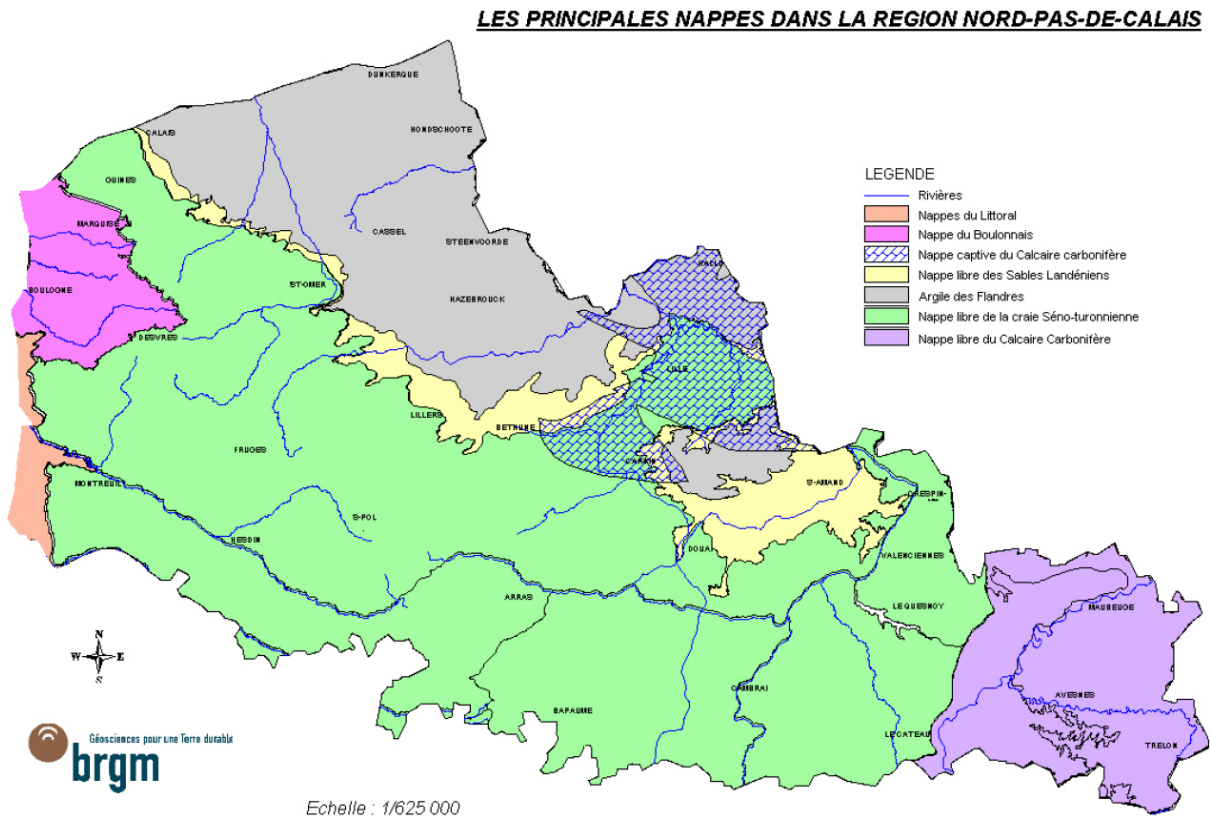 LES PRINCIPALES NAPPES DANS LA REGION NORD-PAS-DE-CALAIS
DUNKERQUE
CALAIS
HONDSCHOOTE
LEGENDE
GUINES
Rivières
Nappes du Littoral
MARQUISE
Nappe du Boulonnais
CASSEL
STEENVOORDE
Nappe captive du Calcaire carbonifère
Nappe libre des Sables Landéniens
ST-OMER
BOULOGNE
HAZEBROUCK
Argile des Flandres
Nappe libre de la craie Séno-turonnienne
DESVRES
Nappe libre du Calcaire Carbonifère
LILLE
LILLERS
BETHUNE
FRUGES
CARVIN
MONTREUIL
S-AMAND
CRESPIN-
S-POL
HESDIN
DOUAI
VALENCIENNES
ARRAS
LE QUESNOY
MAUBEUGE
N
W E
S
CAMBRAI
AVESNES
BAPAUME
LE CATEAU
TRELON
Géosciences pour une Terre durable
brgm
Echelle : 1/625 000